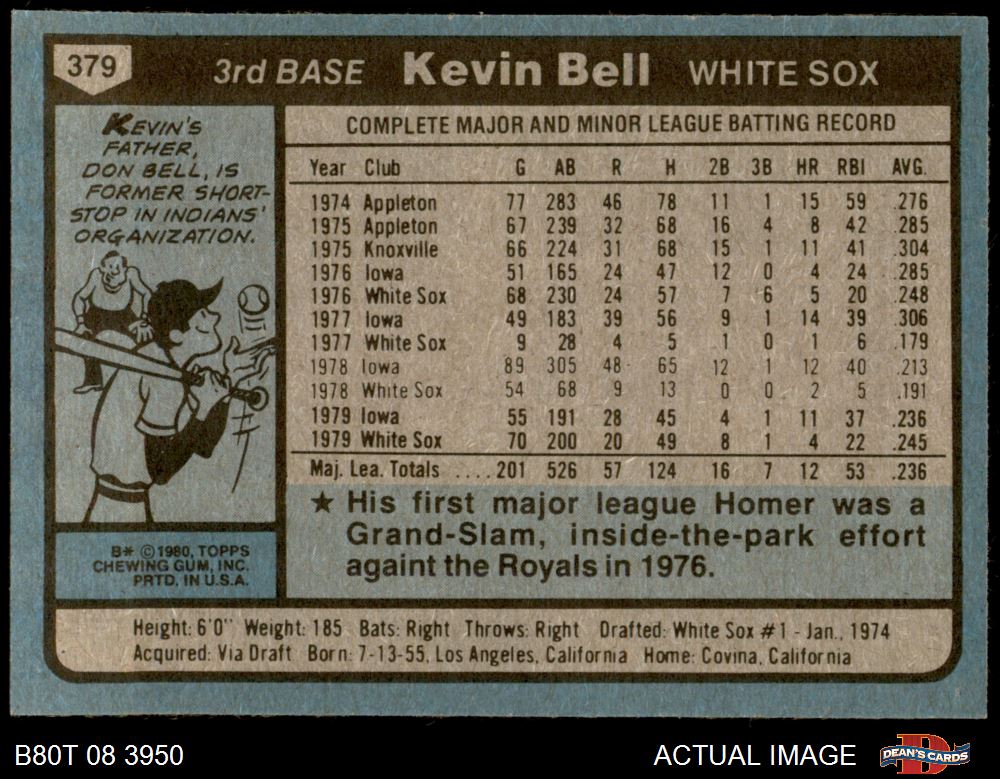 379
3rd BASE Kevin Bell WHITE SOX
KEVIN'S
FATHER,
DON BELL, IS
FORMER SHORT-
STOP IN INDIANS'
ORGANIZATION.
COMPLETE MAJOR AND MINOR LEAGUE BATTING RECORD
Year Club G AB R H 2B 3B HR RBI AVG.
1974 Appleton 77 283 46 78 11 1 15 59 .276
1975 Appleton 67 239 32 68 16 4 8 42 .285
1975 Knoxville 66 224 31 68 15 1 11 41 .304
1976 Iowa 51 165 24 47 12 0 4 24 .285
1976 White Sox 68 230 24 57 7 6 5 20 .248
1977 Iowa 49 183 39 56 9 1 14 39 .306
1977 White Sox 9 28 4 5 1 0 1 6 .179
1978 Iowa 89 305 48 65 12 1 12 40 .213
1978 White Sox 54 68 9 13 0 0 2 5 .191
1979 Iowa 55 191 28 45 4 1 11 37 .236
1979 White Sox 70 200 20 49 8 1 4 22 .245
Maj. Lea. Totals ....201 526 57 124 16 7 12 53 .236
★ His first major league Homer was a
Grand-Slam, inside-the-park effort
againt the Royals in 1976.
B* © 1980, TOPPS
CHEWING GUM, INC.
PRTD. IN U.S.A.
Height: 6'0" Weight: 185 Bats: Right Throws: Right Drafted: White Sox #1 - Jan., 1974
Acquired: Via Draft Born: 7-13-55, Los Angeles, California Home: Covina, California
B80T 08 3950
ACTUAL IMAGE
DEAN'S CARDS